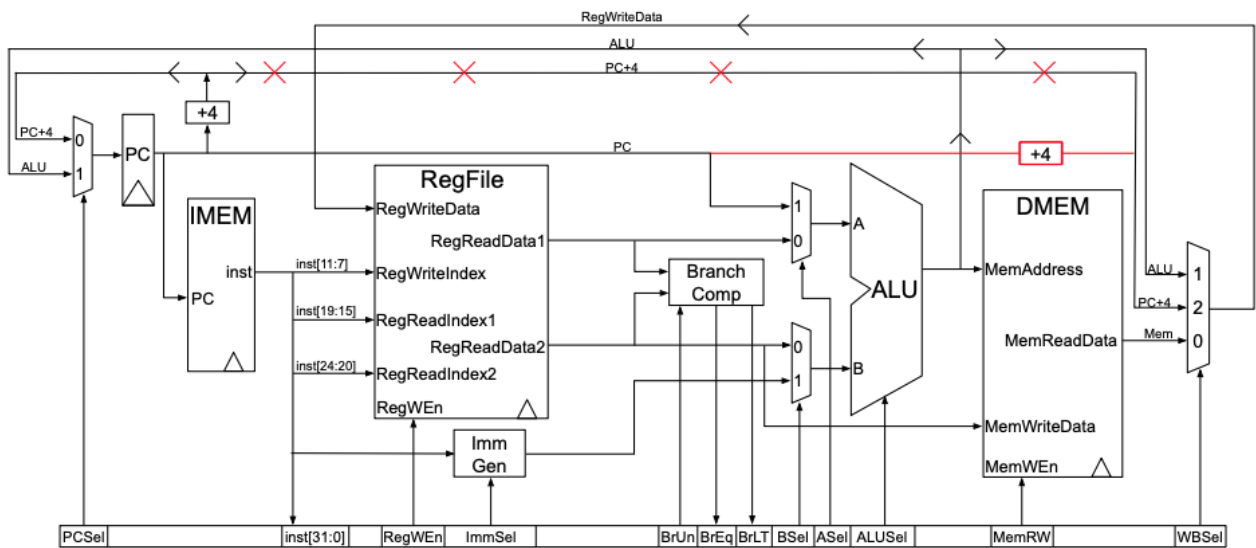 RegWriteData
ALU
PC+4
+4
PC+4
0
ALU
1
PC
PC
+4
RegFile
RegWriteData
RegReadData1
inst[11:7]
RegWriteIndex
inst[19:15]
RegReadIndex1
RegReadData2
inst[24:20]
RegReadIndex2
RegWEn
IMEM
inst
PC
Imm
Gen
Branch
Comp
1
0
0
1
A
ALU
B
DMEM
MemAddress
MemReadData
MemWriteData
MemWEn
ALU
1
PC+4
2
Mem
0
PCSel
inst[31:0]
RegWEn
ImmSel
BrUn
BrEq
BrLT
BSel
ASel
ALUSel
MemRW
WBSel